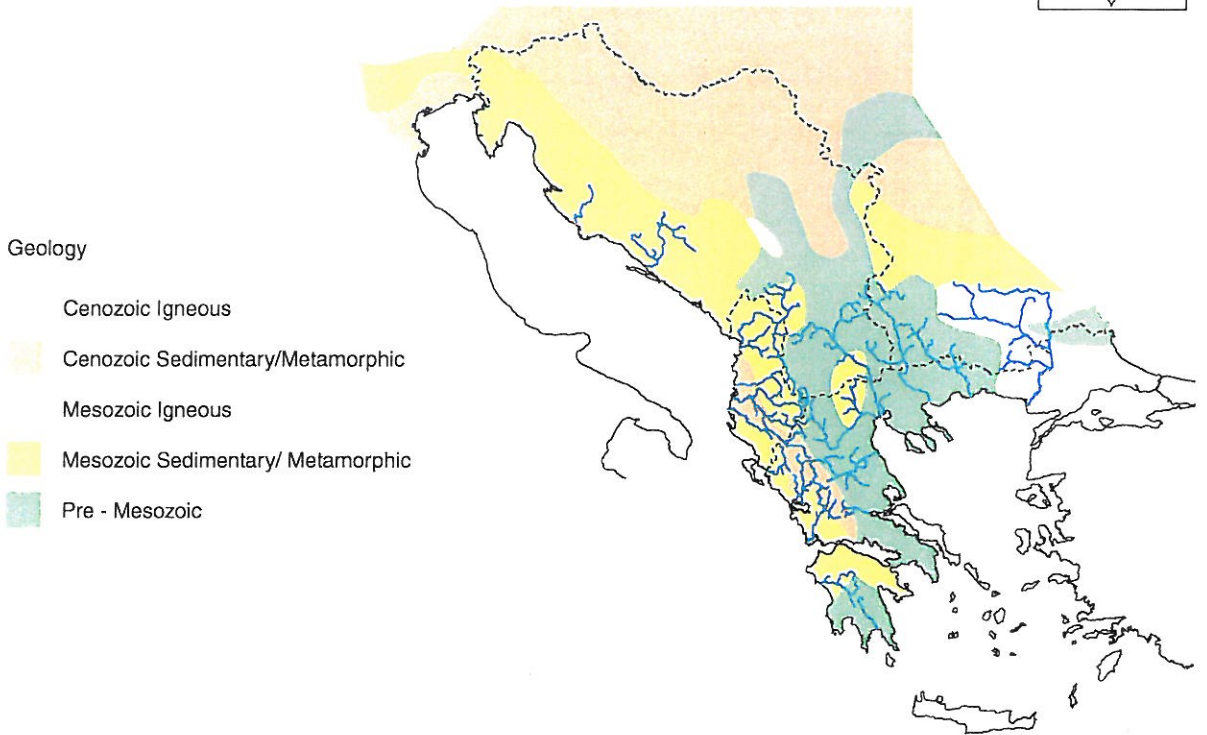 Geology
Cenozoic Igneous
Cenozoic Sedimentary/Metamorphic
Mesozoic Igneous
Mesozoic Sedimentary/ Metamorphic
Pre - Mesozoic